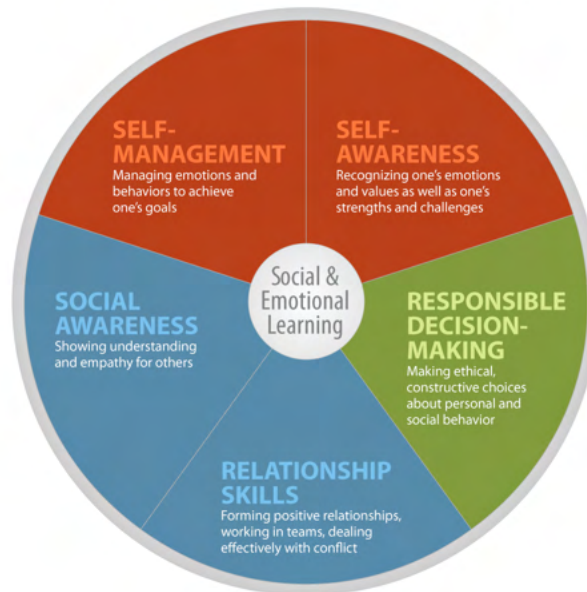 SELF-
MANAGEMENT
Managing emotions and
behaviors to achieve
one's goals
SELF-
AWARENESS
Recognizing one's emotions
and values as well as one's
strengths and challenges
Social &
Emotional
Learning
SOCIAL
AWARENESS
Showing understanding
and empathy for others
RESPONSIBLE
DECISION-
MAKING
Making ethical,
constructive choices
about personal and
social behavior
RELATIONSHIP
SKILLS
Forming positive relationships,
working in teams, dealing
effectively with conflict